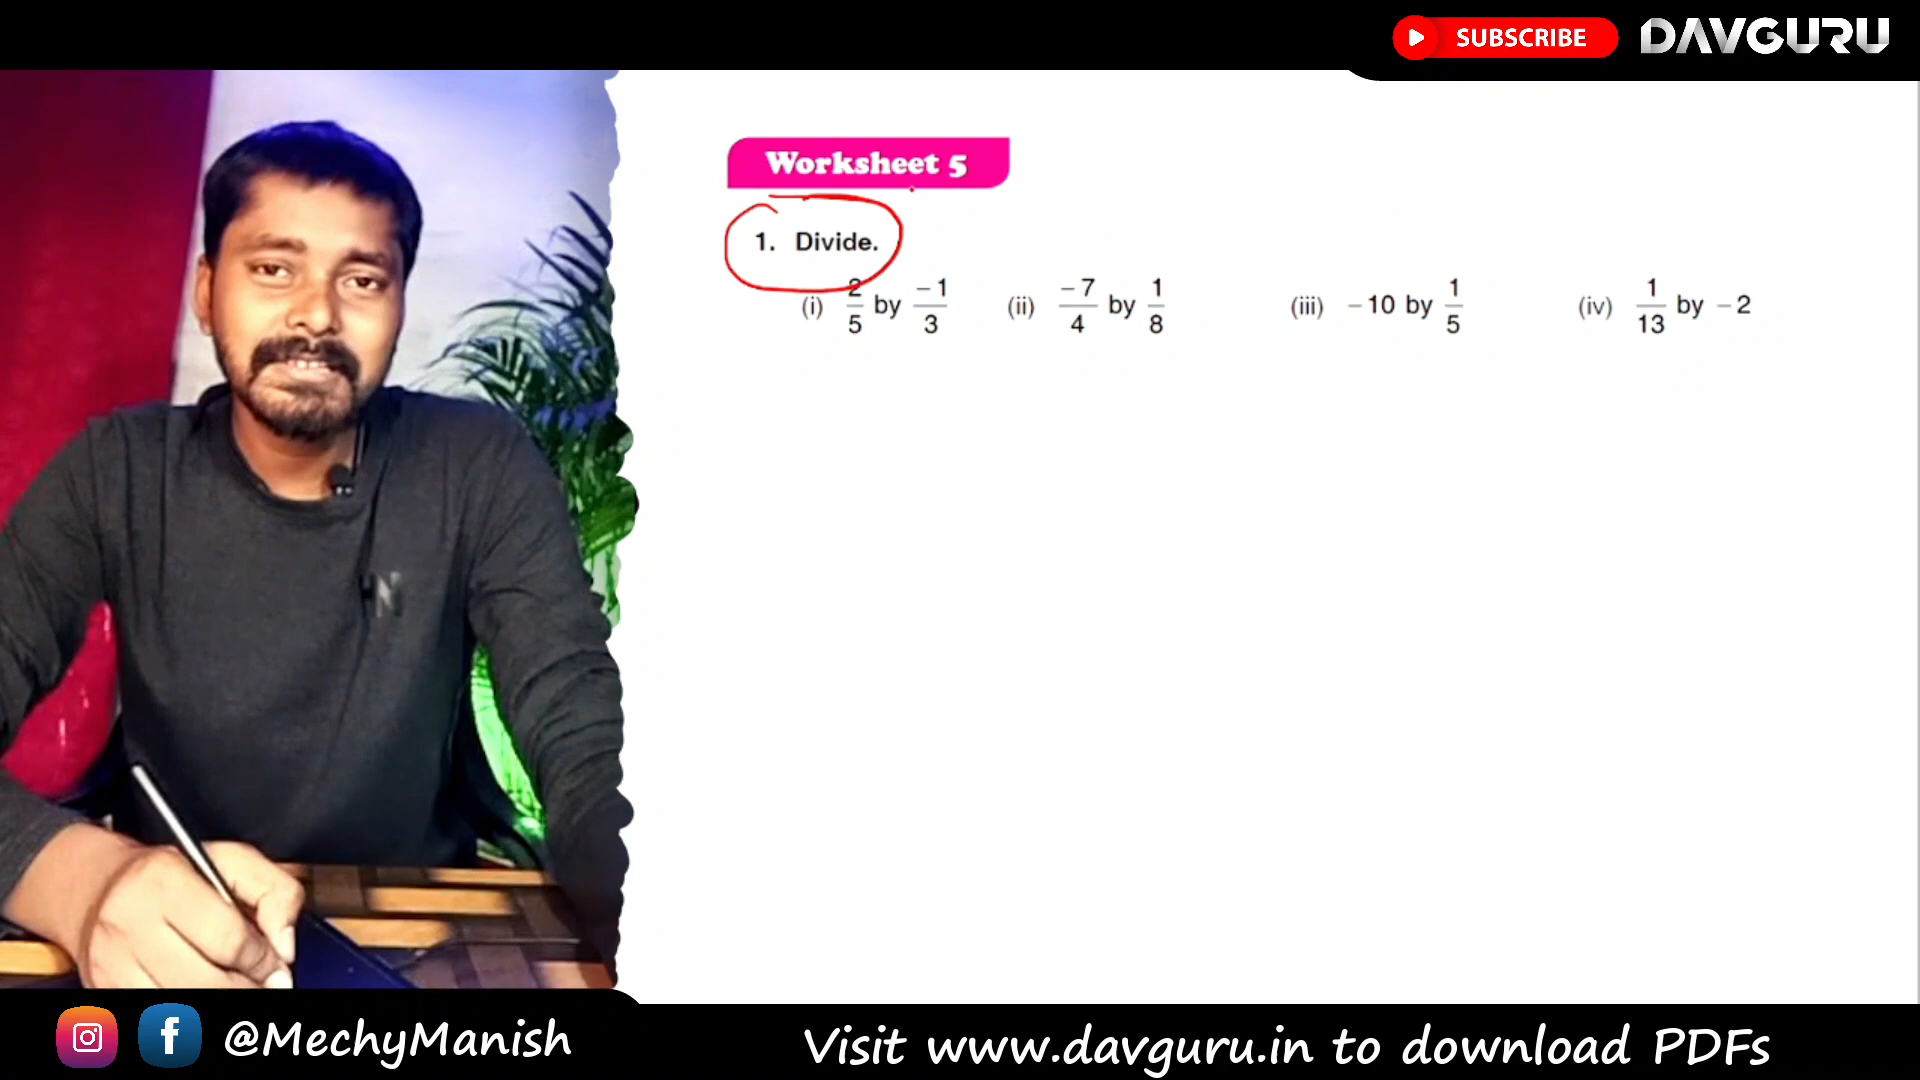 SUBSCRIBE DAVGURU
Worksheet 5
1. Divide.
(i) 2/5 by -1/3 (ii) -7/4 by 1/8 (iii) -10 by 1/5 (iv) 1/13 by -2
N
@MechyManish
Visit www.davguru.in to download PDFs